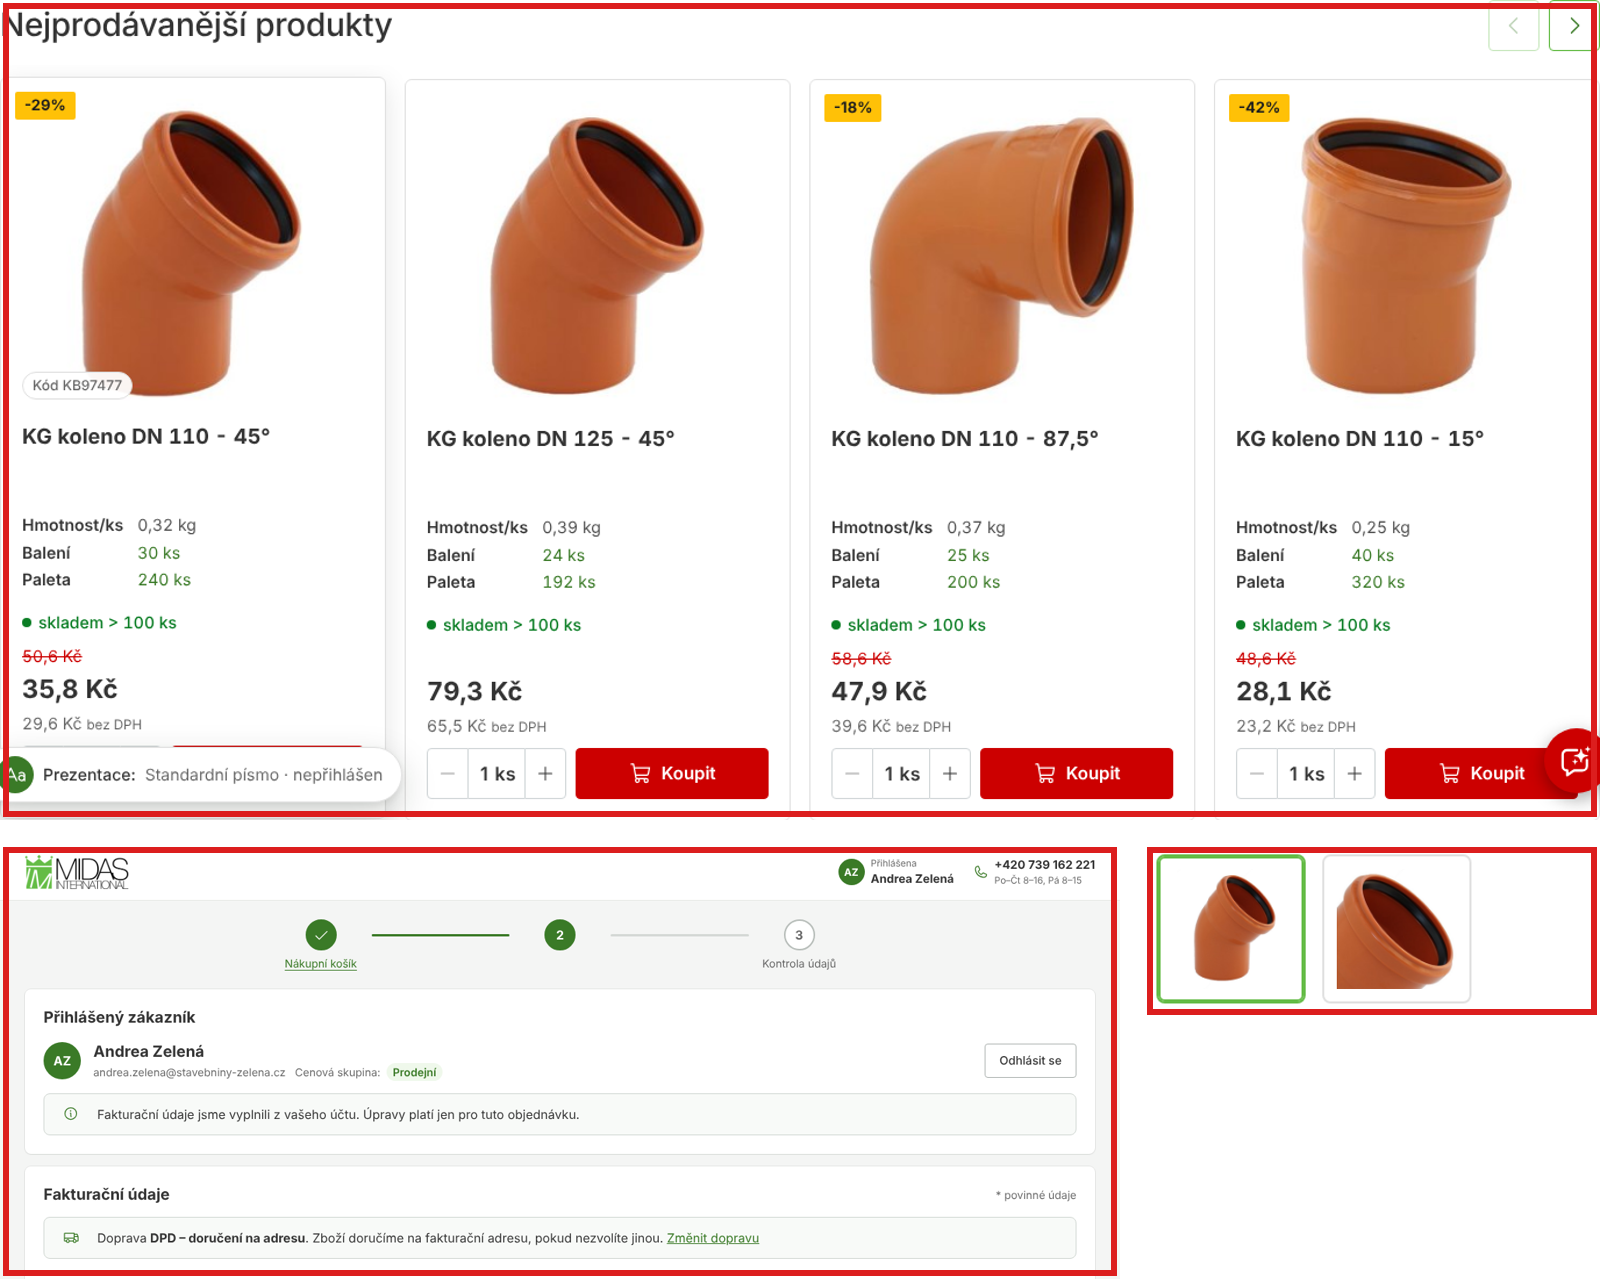 Nejprodávanější produkty
-29%
Kód KB97477
KG koleno DN 110 - 45°
Hmotnost/ks 0,32 kg
Balení 30 ks
Paleta 240 ks
skladem > 100 ks
50,6 Kč
35,8 Kč
29,6 Kč bez DPH
Aa Prezentace: Standardní písmo · nepřihlášen
KG koleno DN 125 - 45°
Hmotnost/ks 0,39 kg
Balení 24 ks
Paleta 192 ks
skladem > 100 ks
79,3 Kč
65,5 Kč bez DPH
1 ks
Koupit
-18%
KG koleno DN 110 - 87,5°
Hmotnost/ks 0,37 kg
Balení 25 ks
Paleta 200 ks
skladem > 100 ks
58,6 Kč
47,9 Kč
39,6 Kč bez DPH
1 ks
Koupit
-42%
KG koleno DN 110 - 15°
Hmotnost/ks 0,25 kg
Balení 40 ks
Paleta 320 ks
skladem > 100 ks
48,6 Kč
28,1 Kč
23,2 Kč bez DPH
1 ks
Koupit
MIDAS
INTERNATIONAL
AZ
Přihlášena
Andrea Zelená
+420 739 162 221
Po–Čt 8–16, Pá 8–15
2
3
Nákupní košík
Kontrola údajů
Přihlášený zákazník
AZ
Andrea Zelená
andrea.zelena@stavebniny-zelena.cz Cenová skupina: Prodejní
Odhlásit se
Fakturační údaje jsme vyplnili z vašeho účtu. Úpravy platí jen pro tuto objednávku.
Fakturační údaje
* povinné údaje
Doprava DPD – doručení na adresu. Zboží doručíme na fakturační adresu, pokud nezvolíte jinou. Změnit dopravu